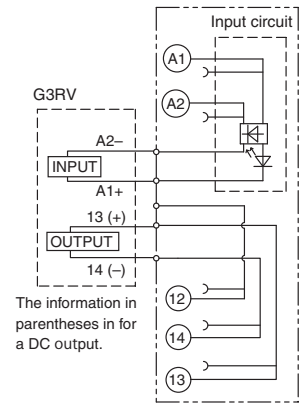 Input circuit
A1
A2
G3RV
A2–
INPUT
A1+
13 (+)
OUTPUT
14 (–)
The information in
parentheses in for
a DC output.
12
14
13